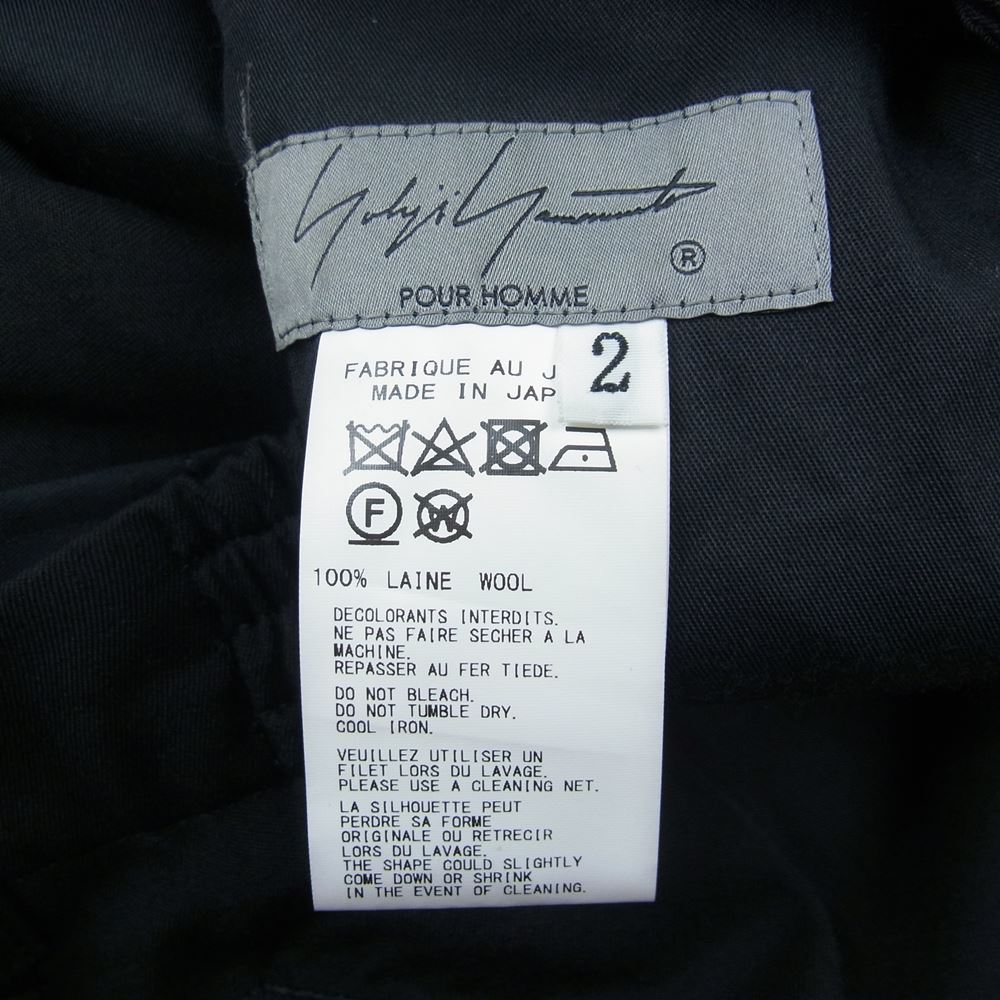 Yohji Yamamoto
®
POUR HOMME
2
FABRIQUE AU J
MADE IN JAP
F W
100% LAINE WOOL
DECOLORANTS INTERDITS.
NE PAS FAIRE SECHER A LA
MACHINE.
REPASSER AU FER TIEDE.
DO NOT BLEACH.
DO NOT TUMBLE DRY.
COOL IRON.
VEUILLEZ UTILISER UN
FILET LORS DU LAVAGE.
PLEASE USE A CLEANING NET.
LA SILHOUETTE PEUT
PERDRE SA FORME
ORIGINALE OU RETRECIR
LORS DU LAVAGE.
THE SHAPE COULD SLIGHTLY
COME DOWN OR SHRINK
IN THE EVENT OF CLEANING.